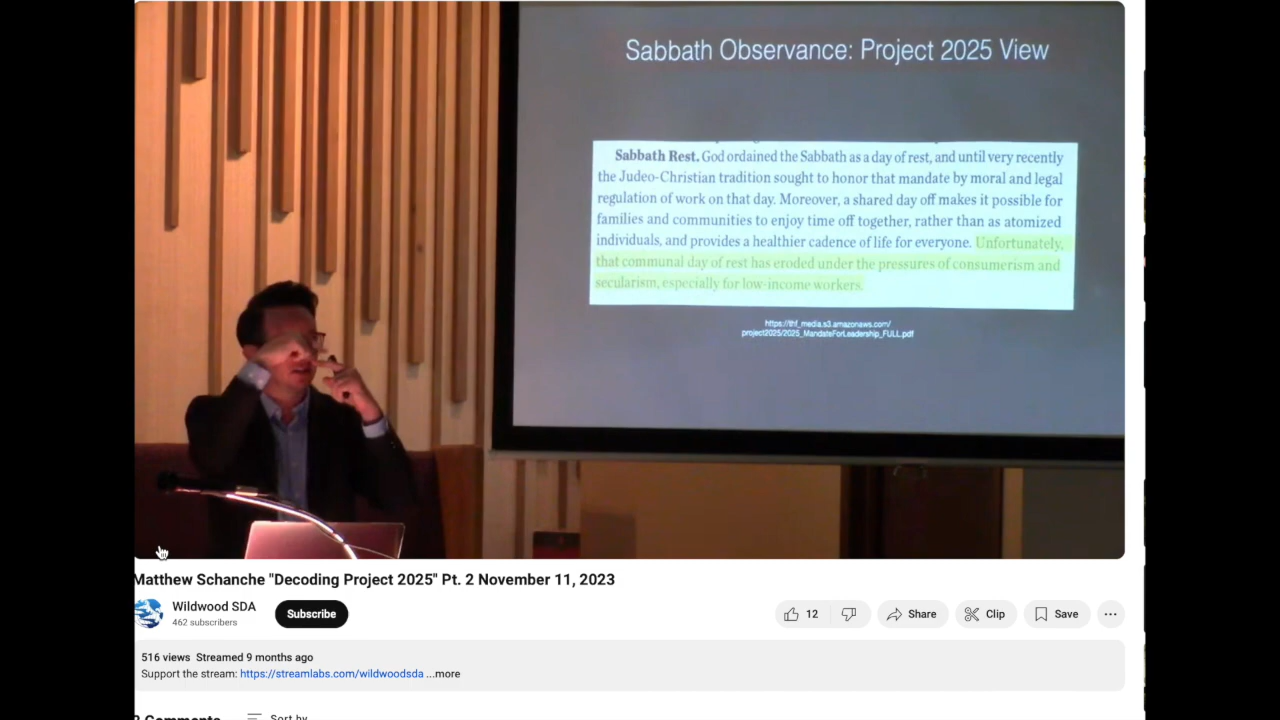 Sabbath Observance: Project 2025 View
Sabbath Rest. God ordained the Sabbath as a day of rest, and until very recently
the Judeo-Christian tradition sought to honor that mandate by moral and legal
regulation of work on that day. Moreover, a shared day off makes it possible for
families and communities to enjoy time off together, rather than as atomized
individuals, and provides a healthier cadence of life for everyone. Unfortunately,
that communal day of rest has eroded under the pressures of consumerism and
secularism, especially for low-income workers.
https://thf_media.s3.amazonaws.com/
project2025/2025_MandateForLeadership_FULL.pdf
Matthew Schanche "Decoding Project 2025" Pt. 2 November 11, 2023
Wildwood SDA
462 subscribers
Subscribe
12
Share
Clip
Save
516 views Streamed 9 months ago
Support the stream: https://streamlabs.com/wildwoodsda ...more
Comments
Sort by